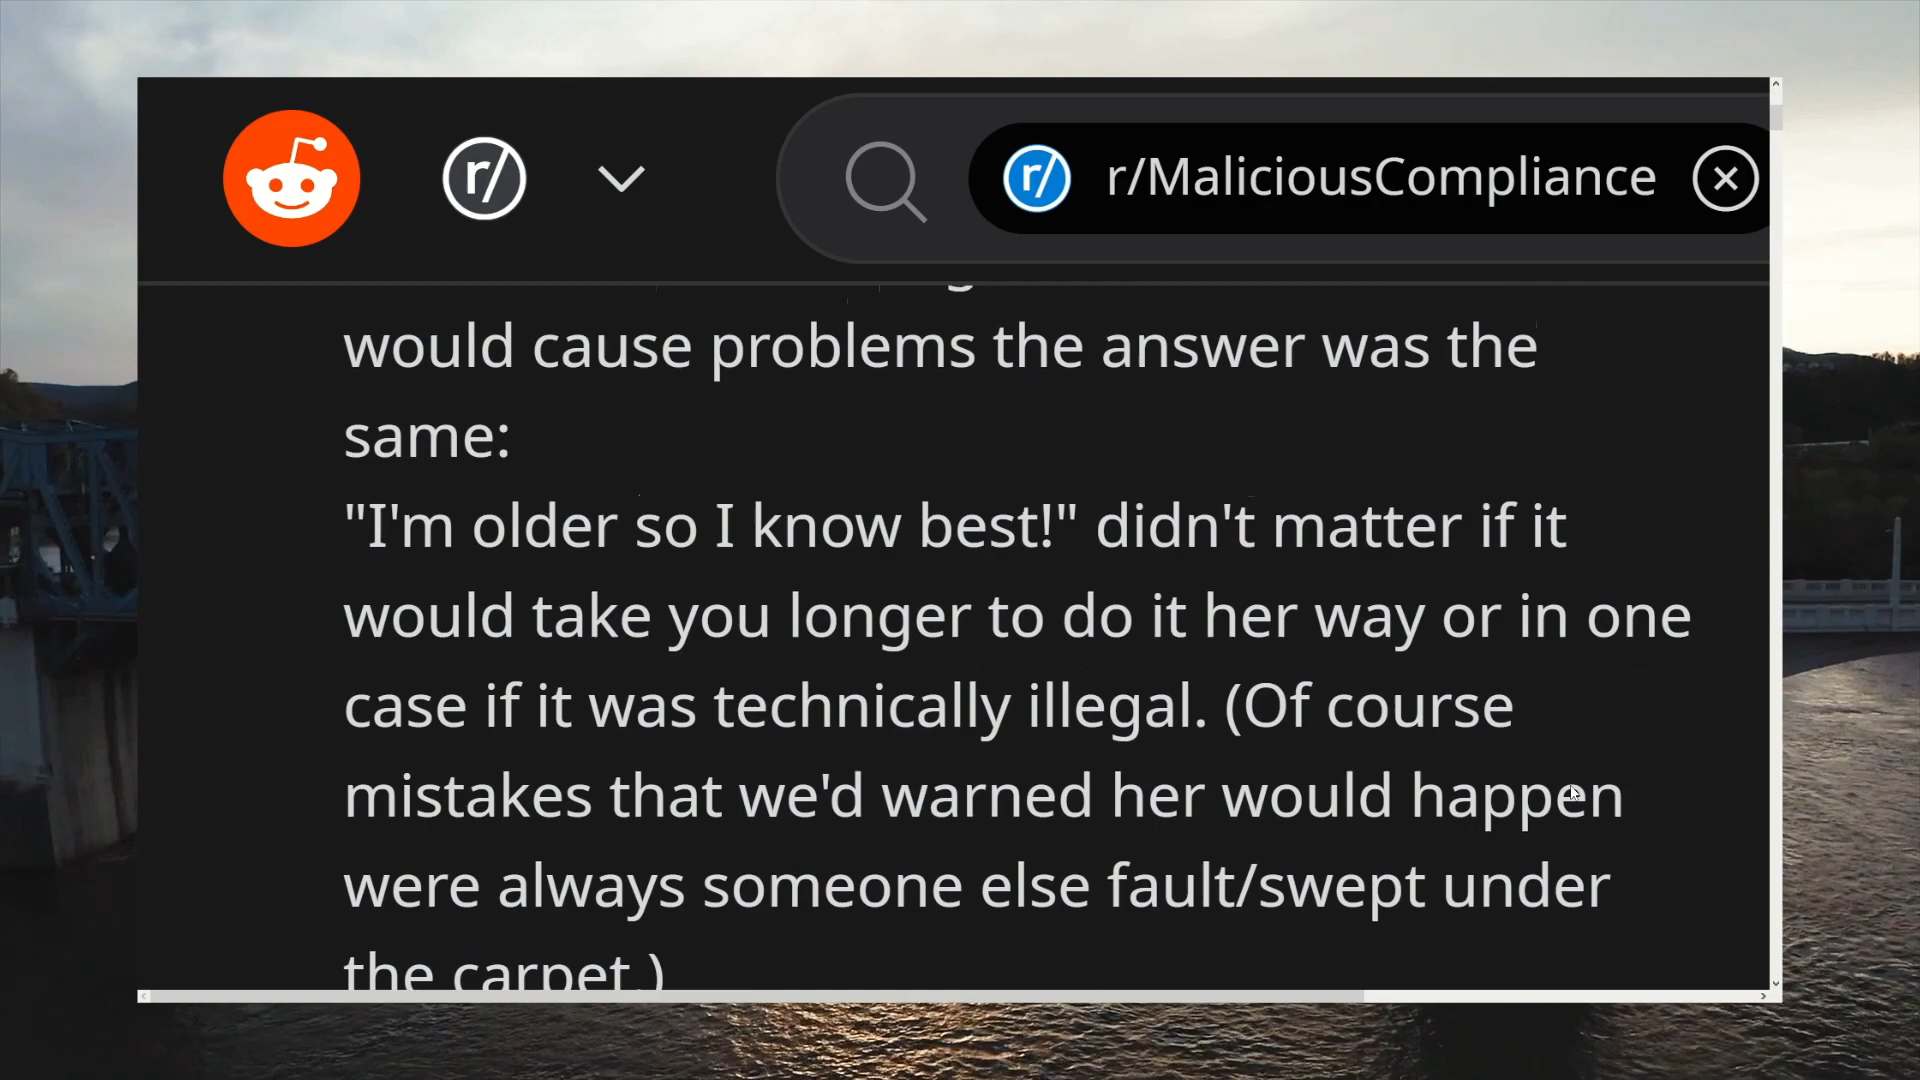 r/ r/ r/MaliciousCompliance
would cause problems the answer was the
same:
"I'm older so I know best!" didn't matter if it
would take you longer to do it her way or in one
case if it was technically illegal. (Of course
mistakes that we'd warned her would happen
were always someone else fault/swept under
the carpet.)